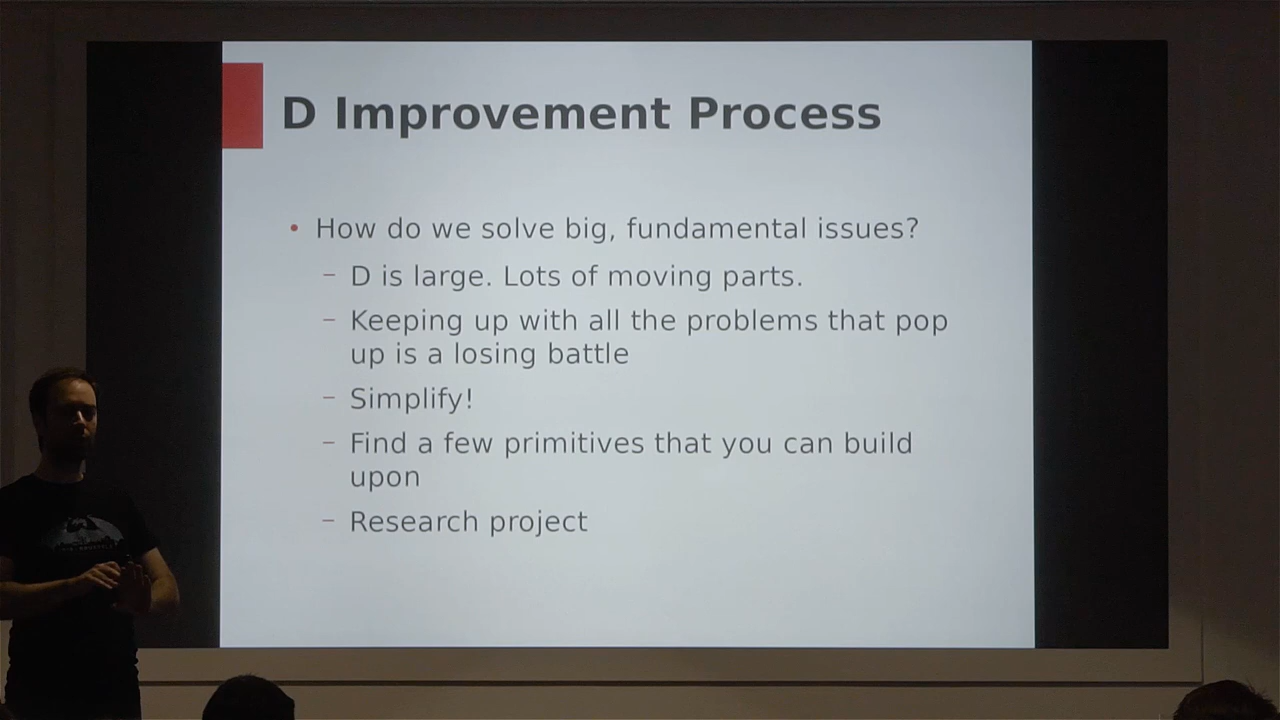 D Improvement Process
• How do we solve big, fundamental issues?
– D is large. Lots of moving parts.
– Keeping up with all the problems that pop
up is a losing battle
– Simplify!
– Find a few primitives that you can build
upon
– Research project